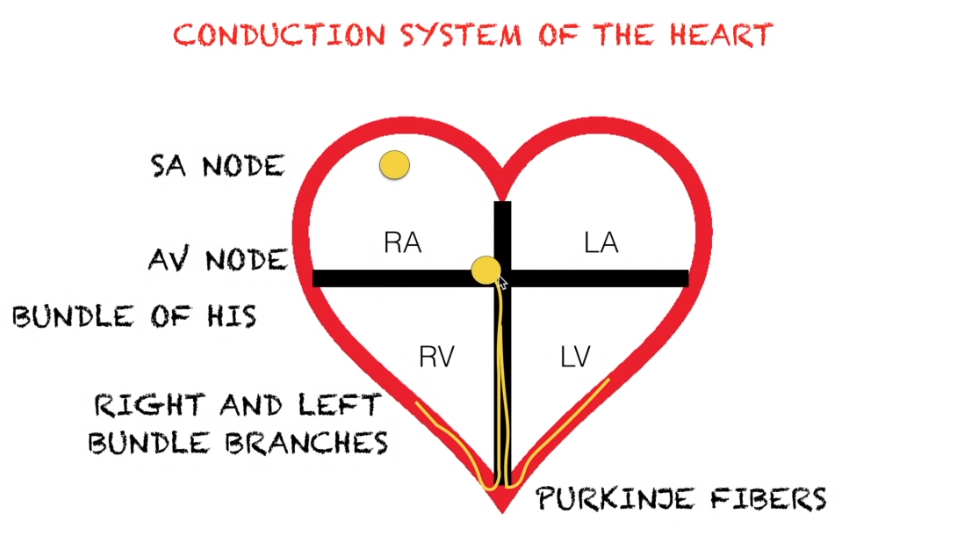 CONDUCTION SYSTEM OF THE HEART
SA NODE
RA
LA
AV NODE
BUNDLE OF HIS
RV
LV
RIGHT AND LEFT
BUNDLE BRANCHES
PURKINJE FIBERS